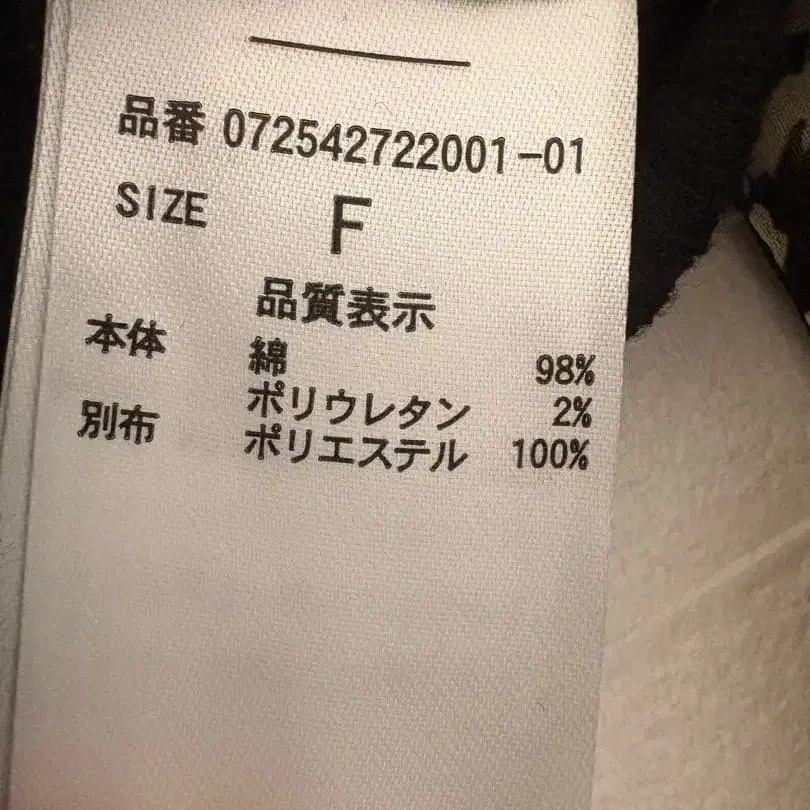 品番 072542722001-01
SIZE F
品質表示
本体 綿 98%
ポリウレタン 2%
別布 ポリエステル 100%